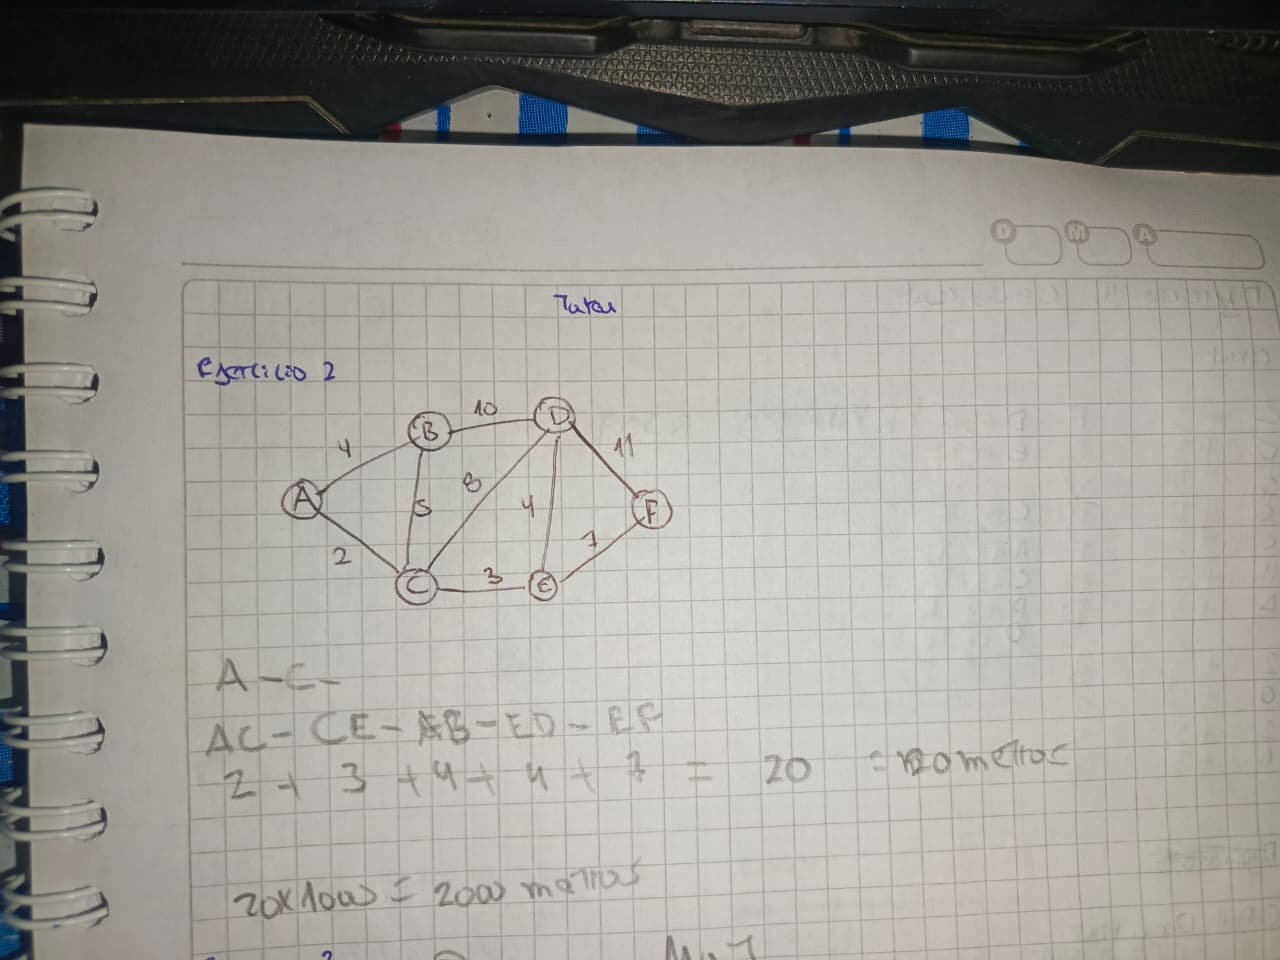 D M A
Tarea
Ejercicio 2
10
B D
4 11
A 5 8 4 F
2 7
3
C E
A-C-
AC - CE - AB - ED - EF
2 + 3 + 4 + 4 + 7 = 20 = metros
20x1000 = 2000 metros